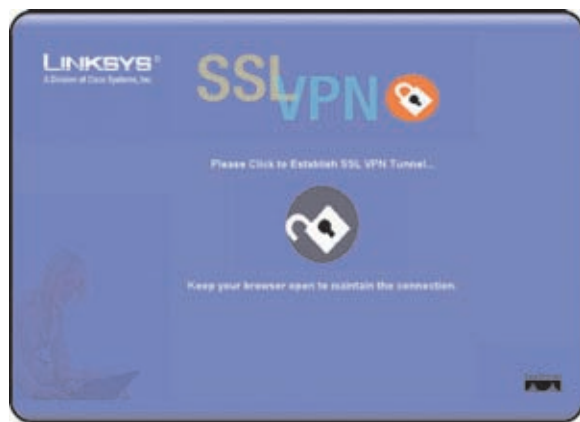 LINKSYS®
A Division of Cisco Systems, Inc.
SSL
VPN
Please Click to Establish SSL VPN Tunnel...
Keep your browser open to maintain the connection.